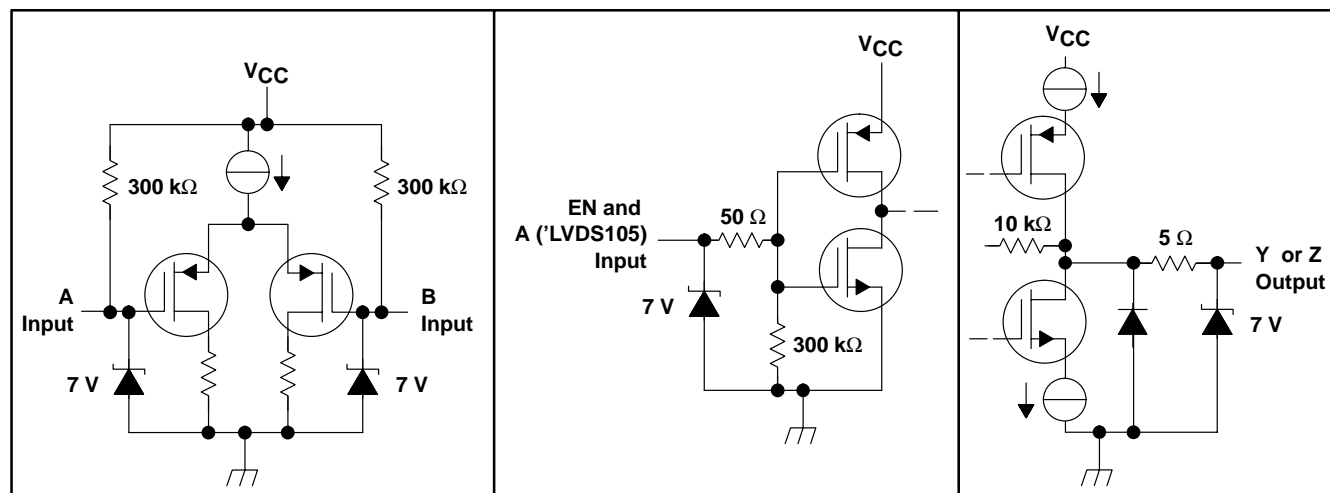 VCC
300 kΩ
300 kΩ
A
Input
B
Input
7 V
7 V
VCC
EN and
A ('LVDS105)
Input
50 Ω
7 V
300 kΩ
VCC
10 kΩ
5 Ω
Y or Z
Output
7 V